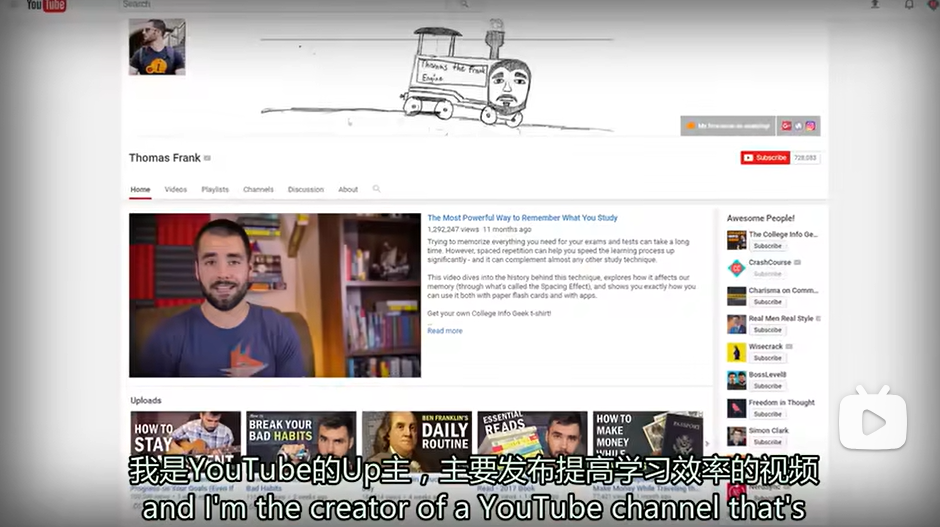 YouTube
Search
Thomas the Frank
Engine
Thomas Frank
Subscribe 728,083
Home Videos Playlists Channels Discussion About
The Most Powerful Way to Remember What You Study
1,292,247 views 11 months ago
Trying to memorize everything you need for your exams and tests can take a long
time. However, spaced repetition can help you speed the learning process up
significantly - and it can complement almost any other study technique.
This video dives into the history behind this technique, explores how it affects our
memory (through what's called the Spacing Effect), and shows you exactly how you
can use it both with paper flash cards and with apps.
Get your own College Info Geek t-shirt!
...
Read more
Awesome People!
The College Info Ge...
Subscribe
CrashCourse
Subscribe
Charisma on Comm...
Subscribe
Real Men Real Style
Subscribe
Wisecrack
Subscribe
BossLevel8
Subscribe
Freedom in Thought
Subscribe
Simon Clark
Subscribe
Uploads
HOW TO
STAY
HOW TO
BREAK YOUR
BAD HABITS
BEN FRANKLIN'S
DAILY
ROUTINE
ESSENTIAL
READS
HOW TO
MAKE
MONEY
WHILE
PASSPORT
我是YouTube的Up主，主要发布提高学习效率的视频
and I'm the creator of a YouTube channel that's